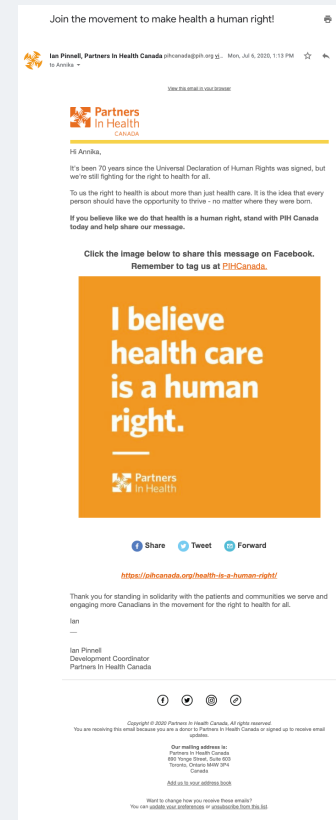 Join the movement to make health a human right!
Ian Pinnell, Partners In Health Canada pihcanada@pih.org vi... Mon, Jul 6, 2020, 1:13 PM
to Annika
View this email in your browser
Partners
In Health
CANADA
Hi Annika,
It's been 70 years since the Universal Declaration of Human Rights was signed, but
we're still fighting for the right to health for all.
To us the right to health is about more than just health care. It is the idea that every
person should have the opportunity to thrive - no matter where they were born.
If you believe like we do that health is a human right, stand with PIH Canada
today and help share our message.
Click the image below to share this message on Facebook.
Remember to tag us at PIHCanada.
I believe
health care
is a human
right.
Partners
In Health
Share Tweet Forward
https://pihcanada.org/health-is-a-human-right/
Thank you for standing in solidarity with the patients and communities we serve and
engaging more Canadians in the movement for the right to health for all.
Ian
—
Ian Pinnell
Development Coordinator
Partners In Health Canada
Copyright © 2020 Partners In Health Canada, All rights reserved.
You are receiving this email because you are a donor to Partners In Health Canada or signed up to receive email
updates.
Our mailing address is:
Partners In Health Canada
890 Yonge Street, Suite 603
Toronto, Ontario M4W 3P4
Canada
Add us to your address book
Want to change how you receive these emails?
You can update your preferences or unsubscribe from this list.